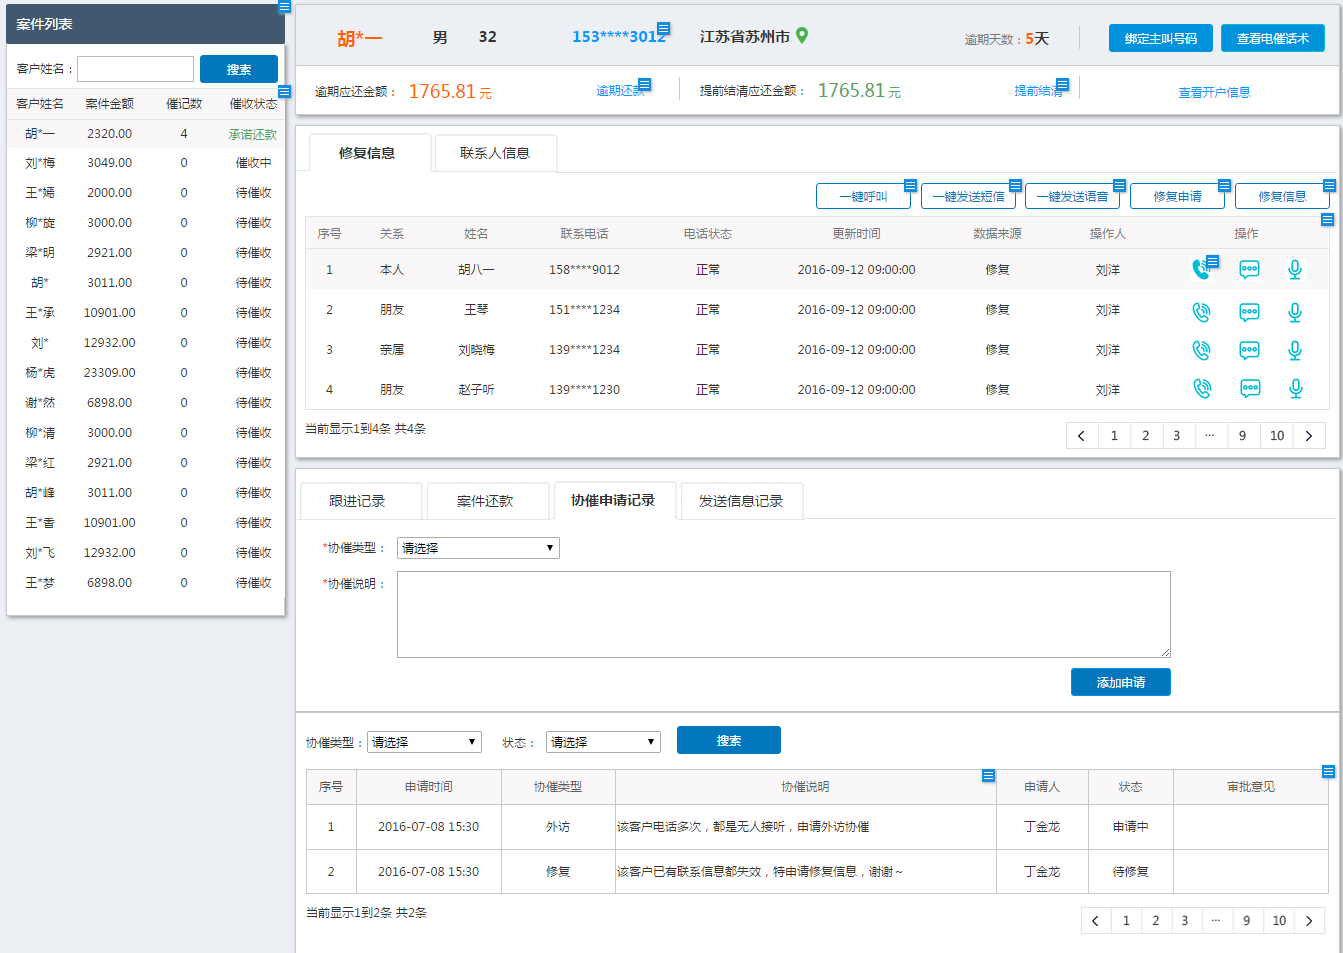 案件列表
客户姓名：
搜索
客户姓名 案件金额 催记数 催收状态
胡*一 2320.00 4 承诺还款
刘*梅 3049.00 0 催收中
王*嫣 2000.00 0 待催收
柳*旋 3000.00 0 待催收
梁*明 2921.00 0 待催收
胡* 3011.00 0 待催收
王*承 10901.00 0 待催收
刘* 12932.00 0 待催收
杨*虎 23309.00 0 待催收
谢*然 6898.00 0 待催收
柳*清 3000.00 0 待催收
梁*红 2921.00 0 待催收
胡*峰 3011.00 0 待催收
王*香 10901.00 0 待催收
刘*飞 12932.00 0 待催收
王*梦 6898.00 0 待催收
胡*一 男 32 153****3012 江苏省苏州市 逾期天数：5天 绑定主叫号码 查看电催话术
逾期应还金额： 1765.81 元 逾期还款 提前结清应还金额： 1765.81 元 提前结清 查看开户信息
修复信息 联系人信息
一键呼叫 一键发送短信 一键发送语音 修复申请 修复信息
序号 关系 姓名 联系电话 电话状态 更新时间 数据来源 操作人 操作
1 本人 胡八一 158****9012 正常 2016-09-12 09:00:00 修复 刘洋
2 朋友 王琴 151****1234 正常 2016-09-12 09:00:00 修复 刘洋
3 亲属 刘晓梅 139****1234 正常 2016-09-12 09:00:00 修复 刘洋
4 朋友 赵子听 139****1230 正常 2016-09-12 09:00:00 修复 刘洋
当前显示1到4条 共4条
< 1 2 3 ... 9 10 >
跟进记录 案件还款 协催申请记录 发送信息记录
*协催类型： 请选择
*协催说明：
添加申请
协催类型： 请选择 状态： 请选择 搜索
序号 申请时间 协催类型 协催说明 申请人 状态 审批意见
1 2016-07-08 15:30 外访 该客户电话多次，都是无人接听，申请外访协催 丁金龙 申请中
2 2016-07-08 15:30 修复 该客户已有联系信息都失效，特申请修复信息，谢谢~ 丁金龙 待修复
当前显示1到2条 共2条
< 1 2 3 ... 9 10 >